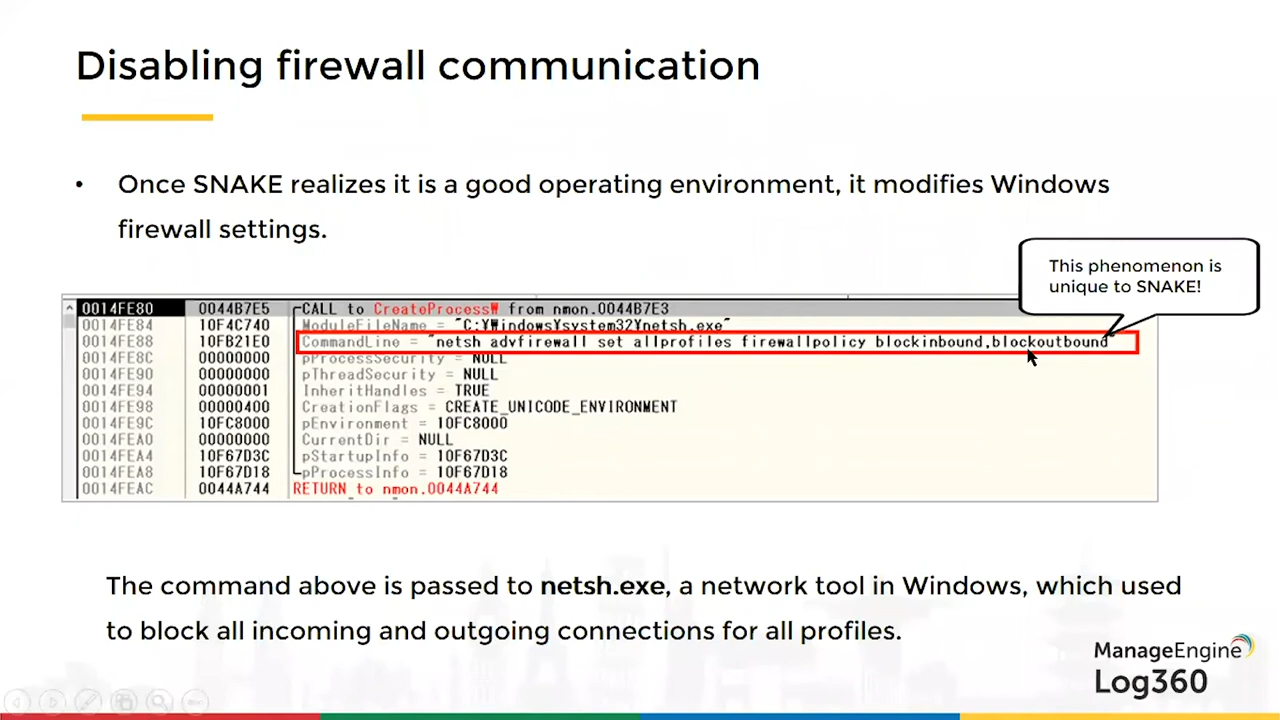 Disabling firewall communication
• Once SNAKE realizes it is a good operating environment, it modifies Windows
firewall settings.
This phenomenon is
unique to SNAKE!
0014FE80 0044B7E5 CALL to CreateProcessW from nmon.0044B7E3
0014FE84 10F4C740 ModuleFileName = "C:¥Windows¥system32¥netsh.exe"
0014FE88 10FB21E0 CommandLine = "netsh advfirewall set allprofiles firewallpolicy blockinbound,blockoutbound"
0014FE8C 00000000 pProcessSecurity = NULL
0014FE90 00000000 pThreadSecurity = NULL
0014FE94 00000001 InheritHandles = TRUE
0014FE98 00000400 CreationFlags = CREATE_UNICODE_ENVIRONMENT
0014FE9C 10FC8000 pEnvironment = 10FC8000
0014FEA0 00000000 CurrentDir = NULL
0014FEA4 10F67D3C pStartupInfo = 10F67D3C
0014FEA8 10F67D18 pProcessInfo = 10F67D18
0014FEAC 0044A744 RETURN to nmon.0044A744
The command above is passed to netsh.exe, a network tool in Windows, which used
to block all incoming and outgoing connections for all profiles.
ManageEngine
Log360